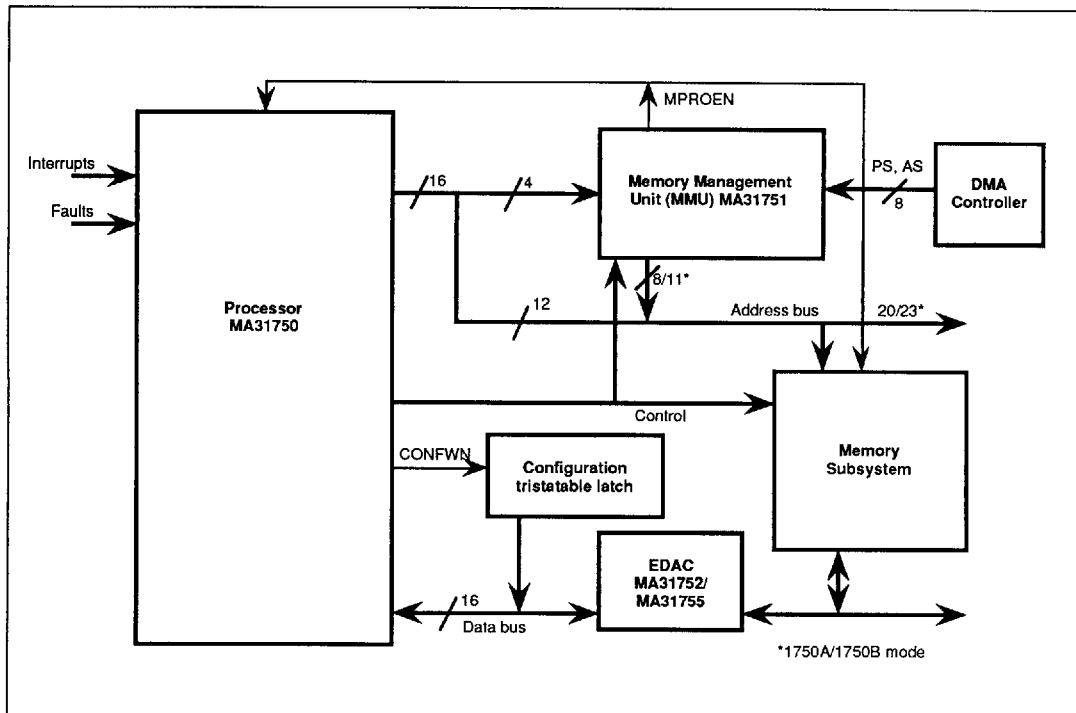 MPROEN
Interrupts
Faults
16
4
Memory Management
Unit (MMU) MA31751
PS, AS
8
DMA
Controller
8/11*
Processor
MA31750
12
Address bus
20/23*
Control
CONFWN
Configuration
tristatable latch
Memory
Subsystem
EDAC
MA31752/
MA31755
16
Data bus
*1750A/1750B mode